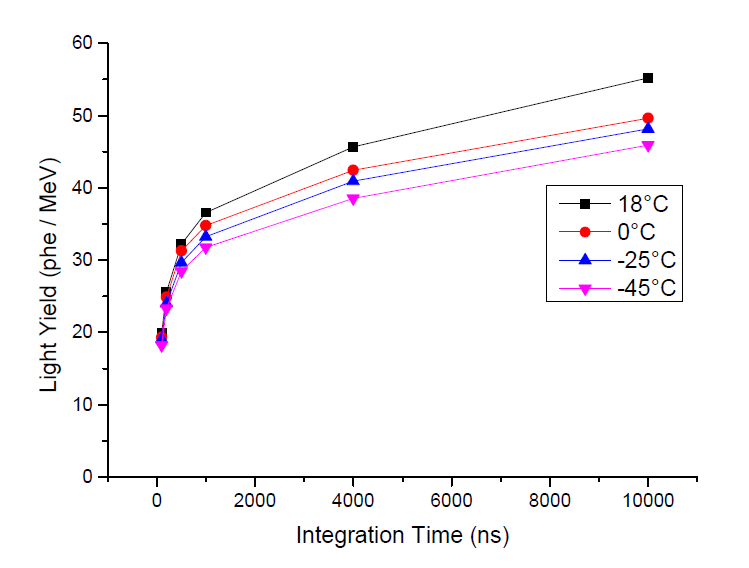 60
50
40
30
20
10
0
Light Yield (phe / MeV)
0 2000 4000 6000 8000 10000
Integration Time (ns)
18°C
0°C
-25°C
-45°C